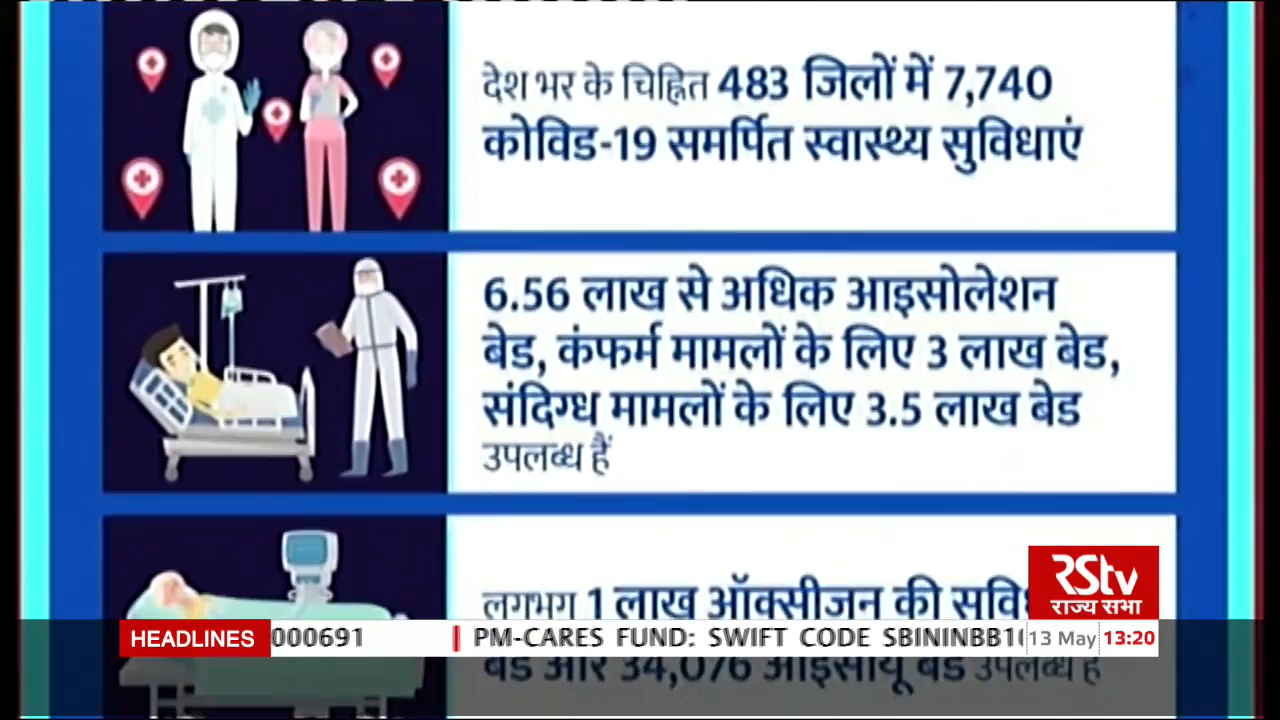 देश भर के चिह्नित 483 जिलों में 7,740
कोविड-19 समर्पित स्वास्थ्य सुविधाएं
6.56 लाख से अधिक आइसोलेशन
बेड, कंफर्म मामलों के लिए 3 लाख बेड,
संदिग्ध मामलों के लिए 3.5 लाख बेड
उपलब्ध हैं
लगभग 1 लाख ऑक्सीजन की
RStv
राज्य सभा
HEADLINES 000691 PM-CARES FUND: SWIFT CODE SBININBB10 13 May 13:20
बेड और 34,076 आइसीयू बेड उपलब्ध हैं